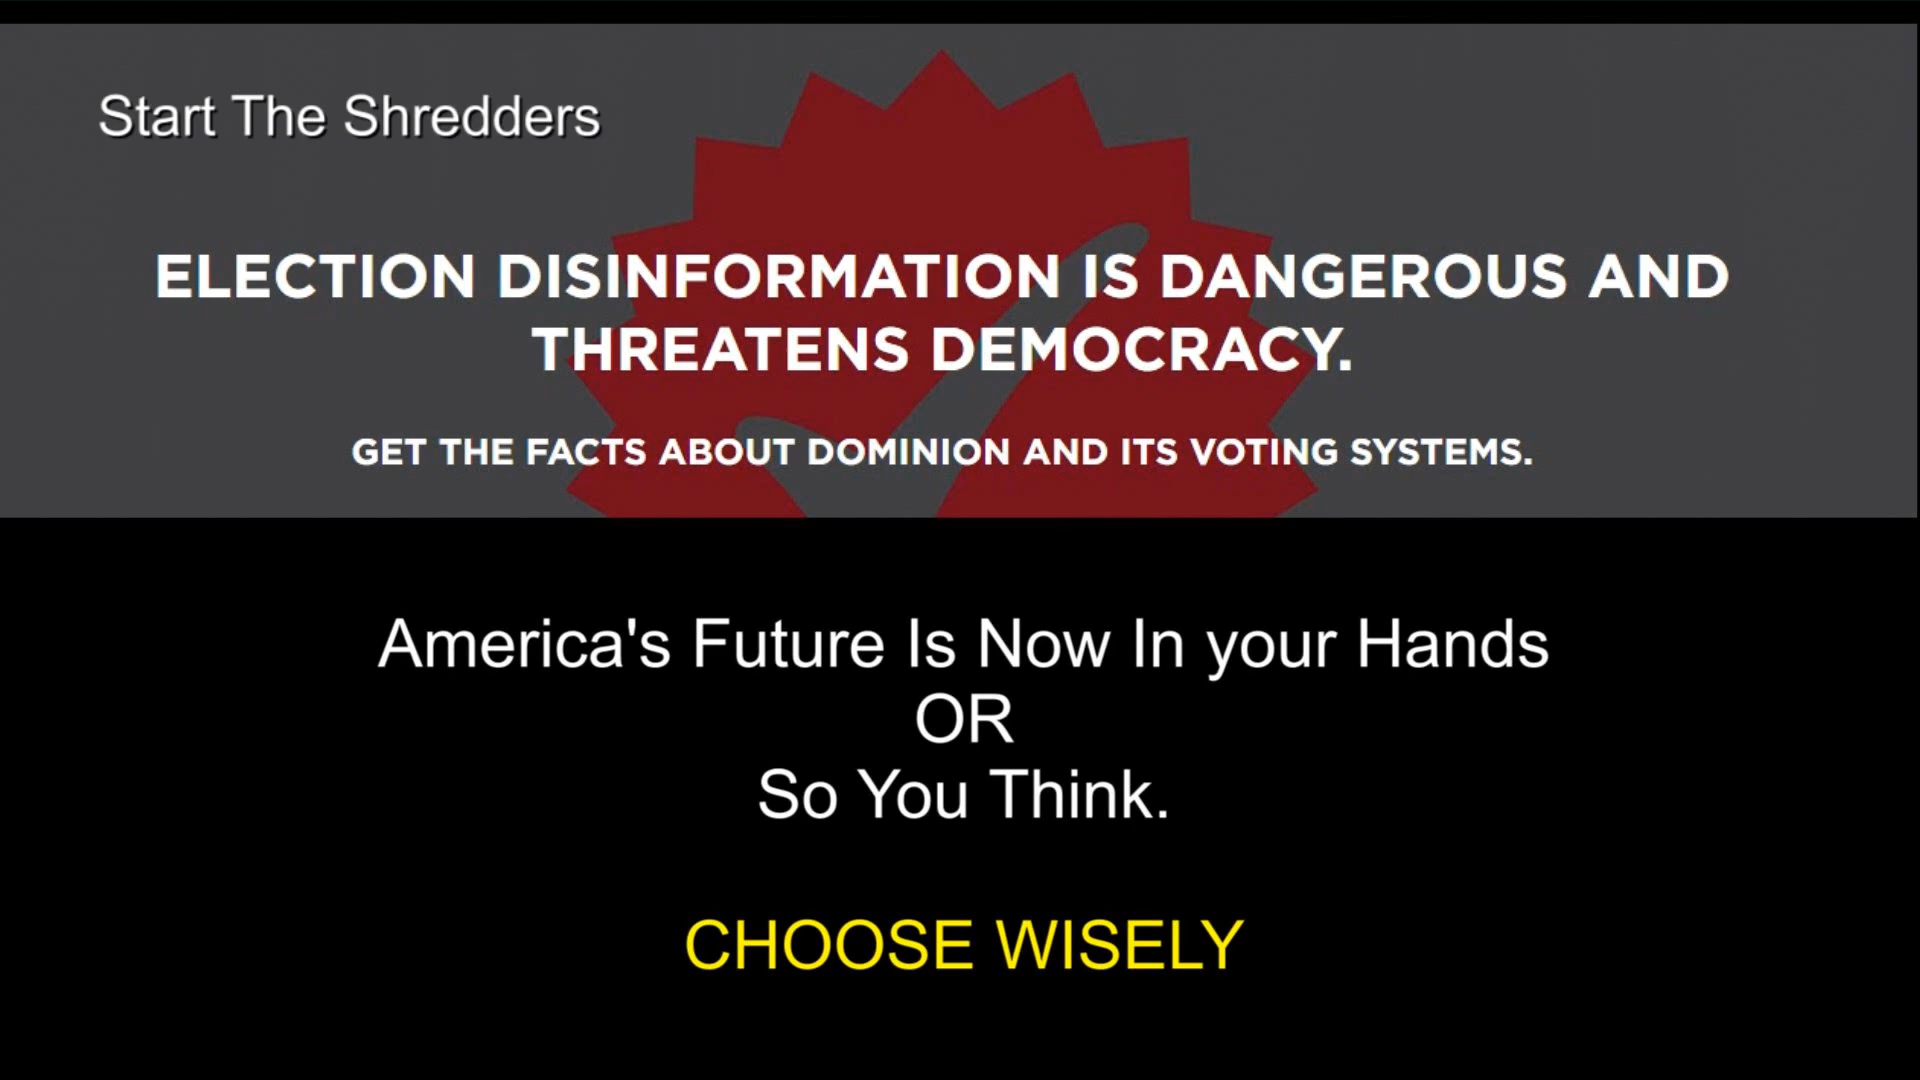 Start The Shredders
ELECTION DISINFORMATION IS DANGEROUS AND
THREATENS DEMOCRACY.
GET THE FACTS ABOUT DOMINION AND ITS VOTING SYSTEMS.
America's Future Is Now In your Hands
OR
So You Think.
CHOOSE WISELY